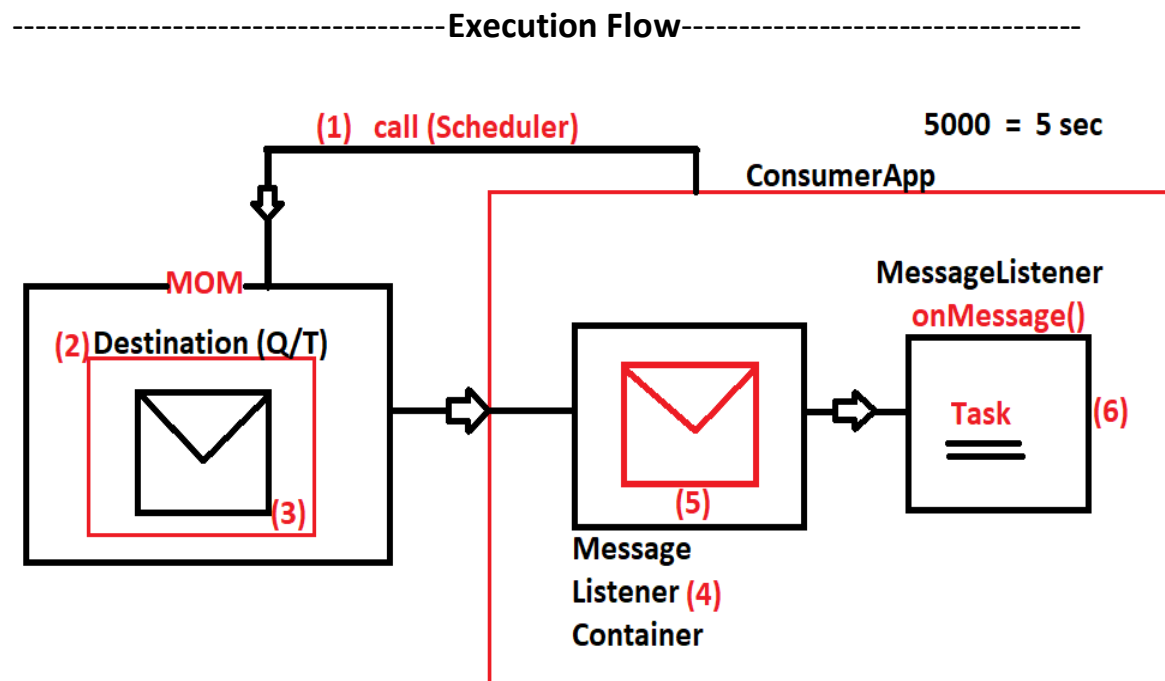 --------------------------------------Execution Flow-----------------------------------
(1) call (Scheduler)
5000 = 5 sec
ConsumerApp
MOM
MessageListener
onMessage()
(2) Destination (Q/T)
Task
(6)
(3)
(5)
Message
Listener (4)
Container